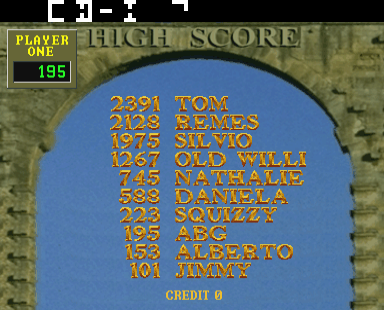 HIGH SCORE
PLAYER
ONE
195
2391 TOM
2128 REMES
1975 SILVIO
1267 OLD WILLI
745 NATHALIE
588 DANIELA
223 SQUIZZY
195 ABG
153 ALBERTO
101 JIMMY
CREDIT 0